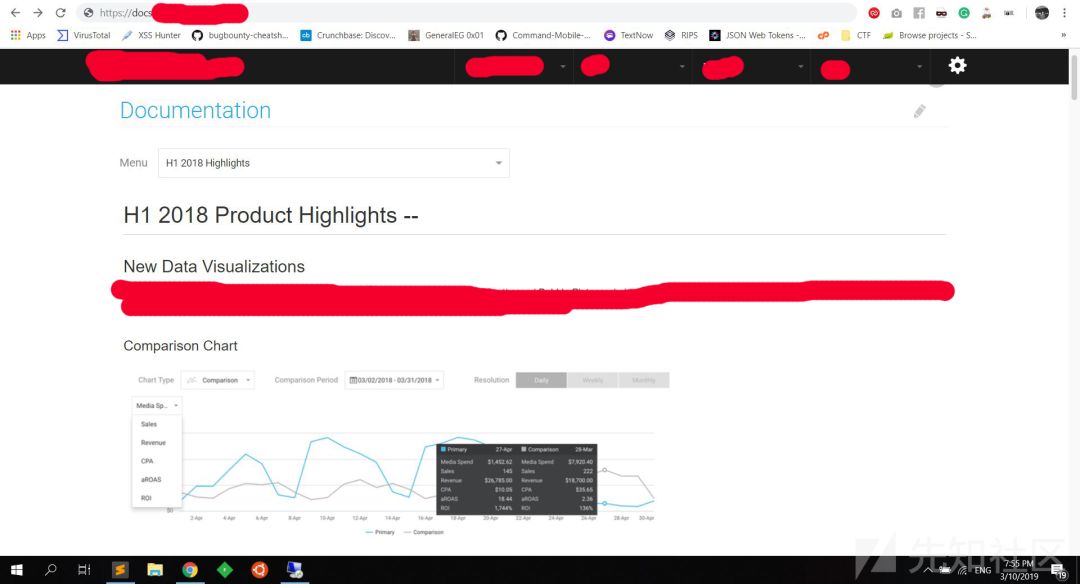 https://docs
Apps VirusTotal XSS Hunter bugbounty-cheatsh... Crunchbase: Discov... GeneralEG 0x01 Command-Mobile-... TextNow RIPS JSON Web Tokens -... CTF Browse projects - S... »
Documentation
Menu H1 2018 Highlights
H1 2018 Product Highlights --
New Data Visualizations
Comparison Chart
Chart Type Comparison Comparison Period 03/02/2018 - 03/31/2018 Resolution Daily Weekly Monthly
Media Sp...
Sales
Revenue
CPA
aROAS
ROI
$0
Primary 27-Apr Comparison 29-Mar
Media Spend $1,452.62 Media Spend $7,920.40
Sales 145 Sales 222
Revenue $26,785.00 Revenue $18,700.00
CPA $10.05 CPA $35.65
aROAS 18.44 aROAS 2.36
ROI 1,744% ROI 136%
2-Apr 4-Apr 6-Apr 8-Apr 10-Apr 12-Apr 14-Apr 16-Apr 18-Apr 20-Apr 22-Apr 24-Apr 26-Apr 28-Apr 30-Apr
Primary Comparison
先知社区
ENG
7:55 PM
3/10/2019
19